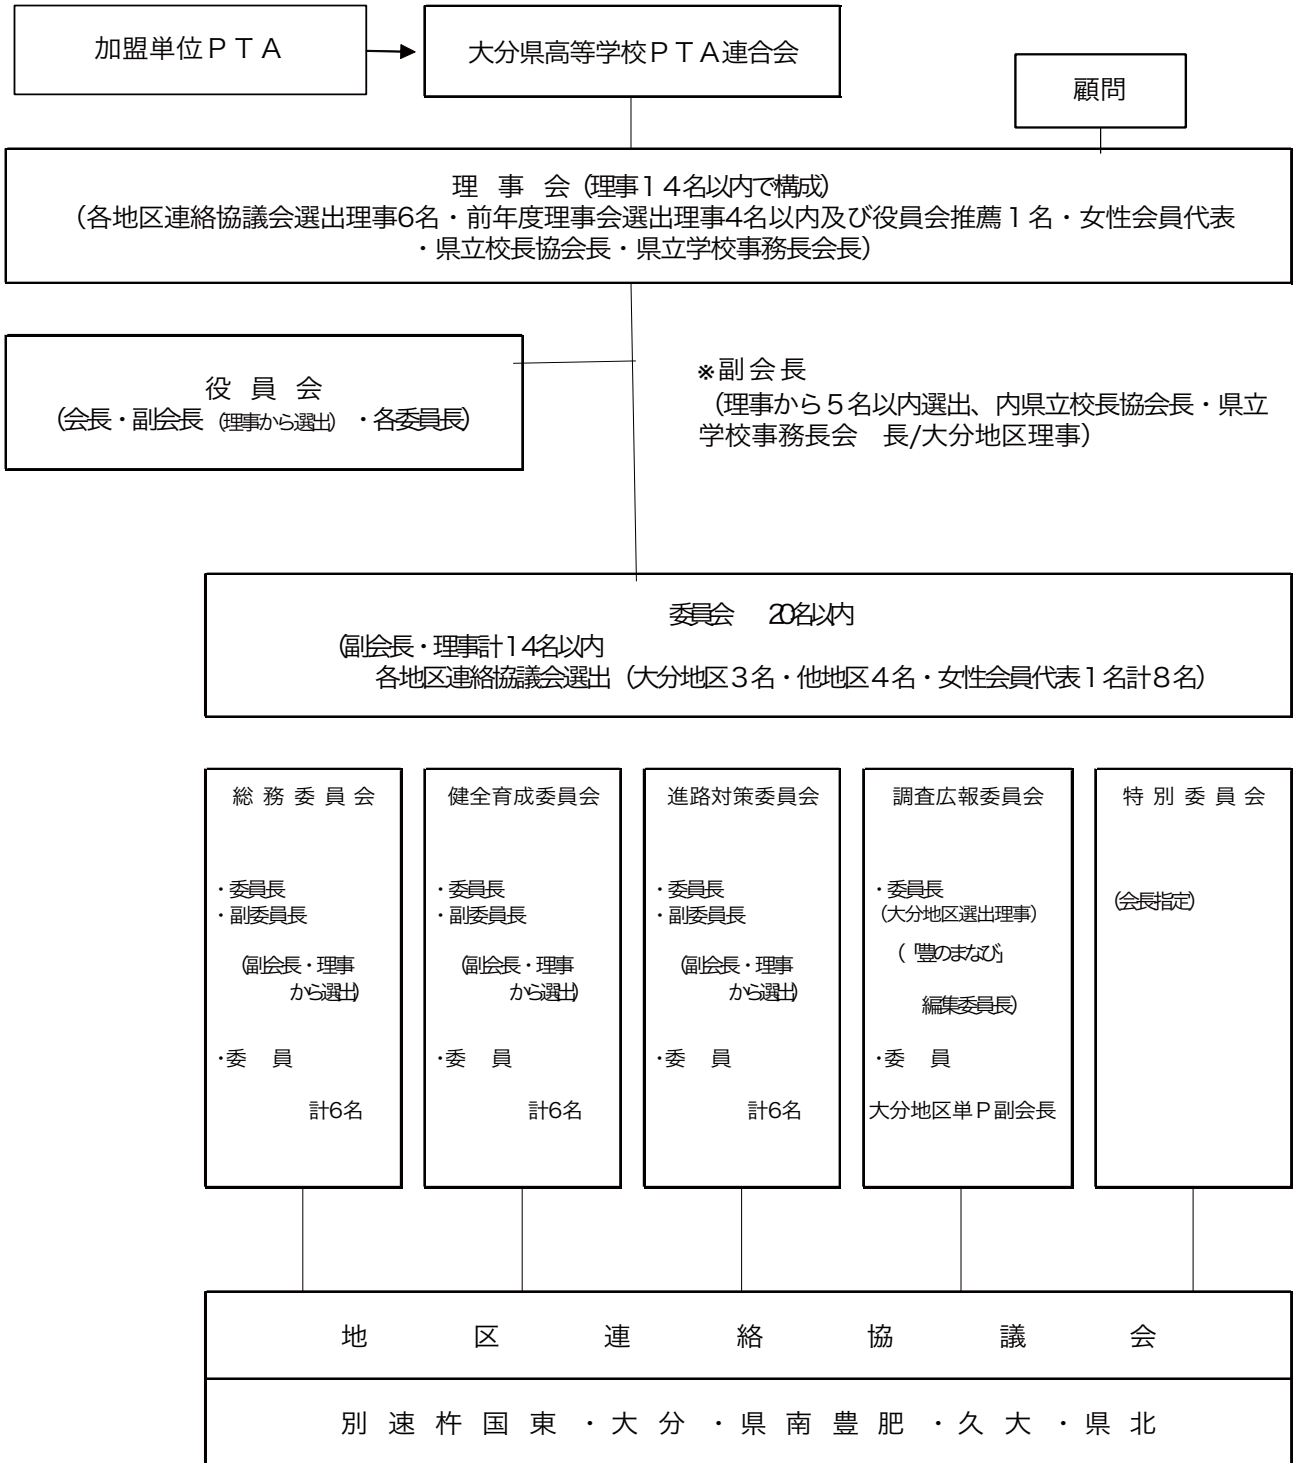 加盟単位ＰＴＡ
大分県高等学校ＰＴＡ連合会
顧問
理　事　会（理事１４名以内で構成）
（各地区連絡協議会選出理事6名・前年度理事会選出理事4名以内及び役員会推薦１名・女性会員代表
・県立校長協会長・県立学校事務長会長）
役　員　会
（会長・副会長（理事から選出）・各委員長）
※副会長
（理事から５名以内選出、内県立校長協会長・県立
学校事務長会　長/大分地区理事）
委員会　20名以内
（副会長・理事計14名以内
各地区連絡協議会選出（大分地区３名・他地区４名・女性会員代表１名計８名）
総務委員会
・委員長
・副委員長
（副会長・理事
から選出）
・委　員
計6名
健全育成委員会
・委員長
・副委員長
（副会長・理事
から選出）
・委　員
計6名
進路対策委員会
・委員長
・副委員長
（副会長・理事
から選出）
・委　員
計6名
調査広報委員会
・委員長
（大分地区選出理事）
（「豊のまなび」
編集委員長）
・委　員
大分地区単Ｐ副会長
特別委員会
（会長指定）
地区連絡協議会
別速杵国東・大分・県南豊肥・久大・県北